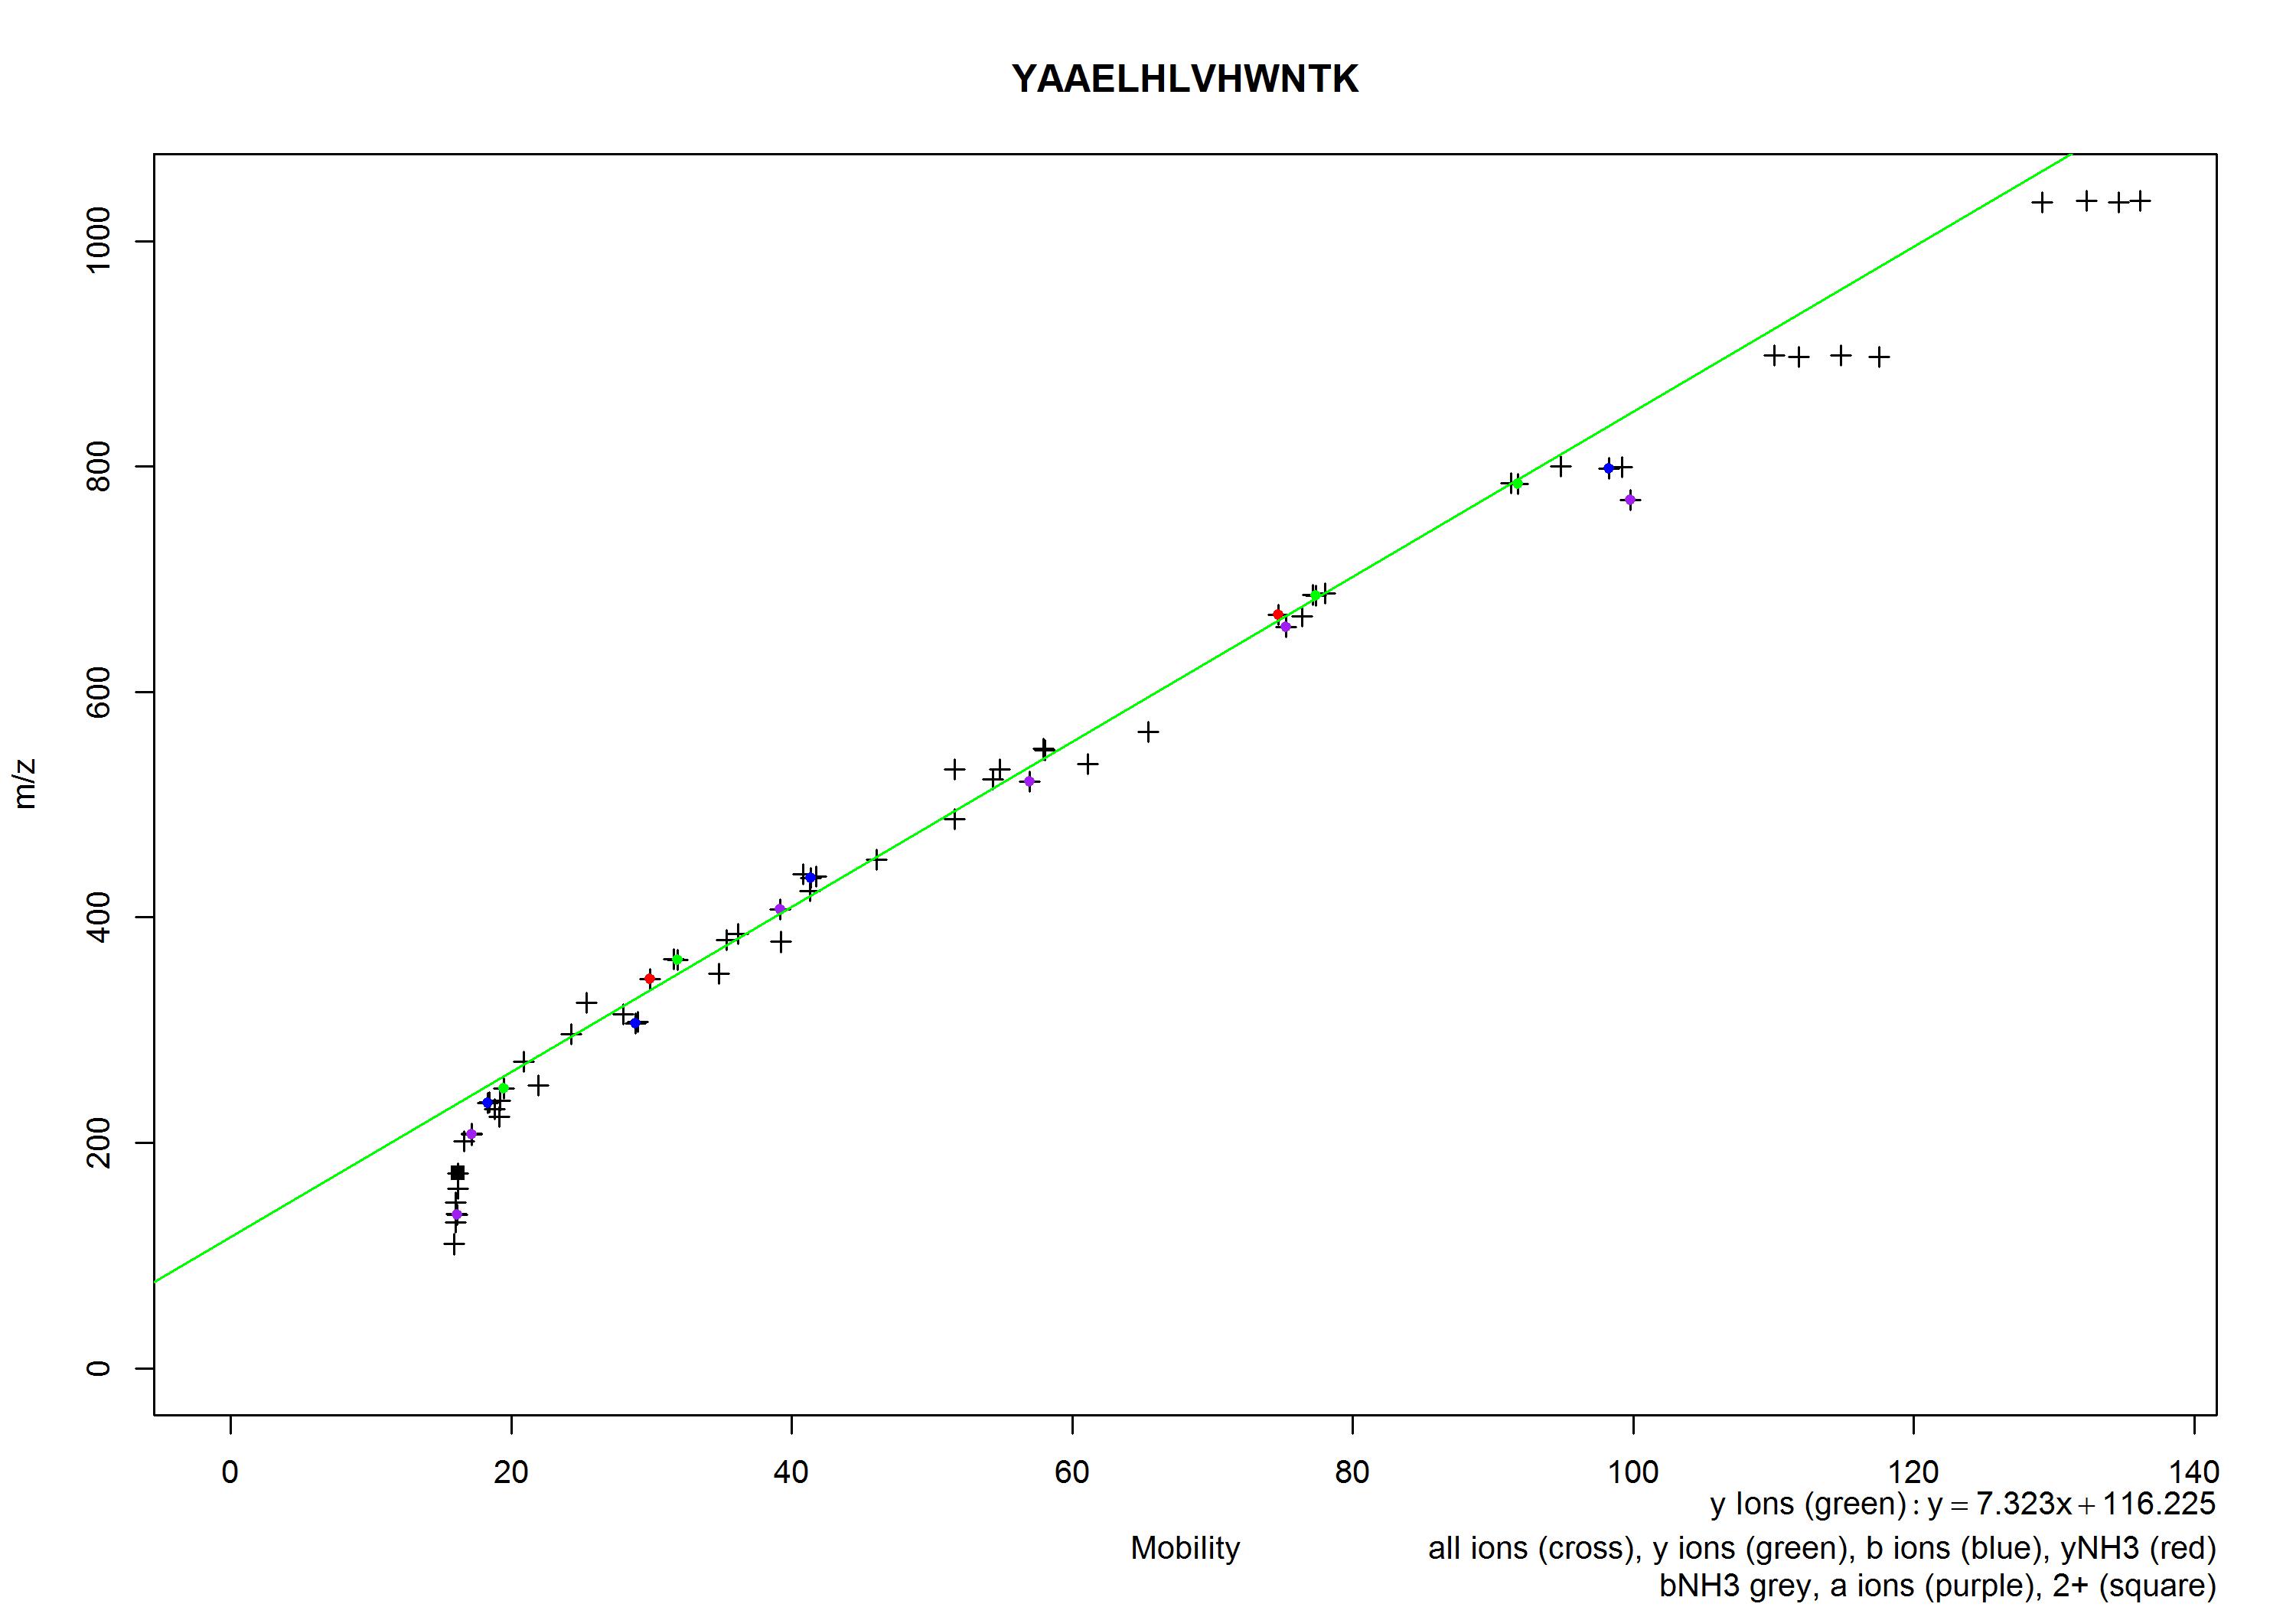 YAAELHLVHWNTK
1000
800
600
400
200
0
m/z
0 20 40 60 80 100 120 140
y Ions (green) : y = 7.323x + 116.225
Mobility
all ions (cross), y ions (green), b ions (blue), yNH3 (red)
bNH3 grey, a ions (purple), 2+ (square)